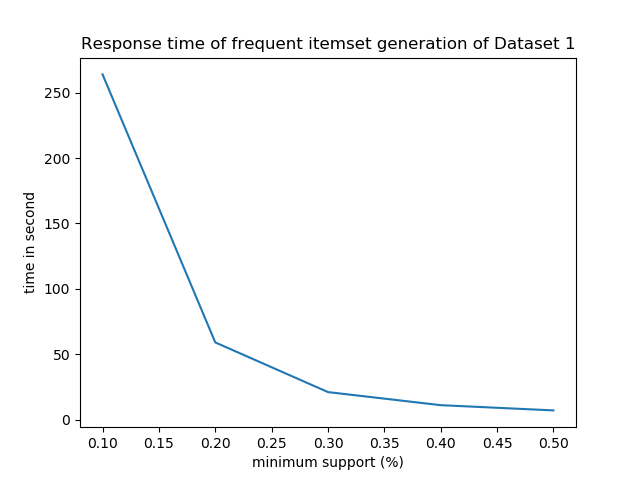 Response time of frequent itemset generation of Dataset 1
250
200
150
100
50
0
time in second
0.10 0.15 0.20 0.25 0.30 0.35 0.40 0.45 0.50
minimum support (%)